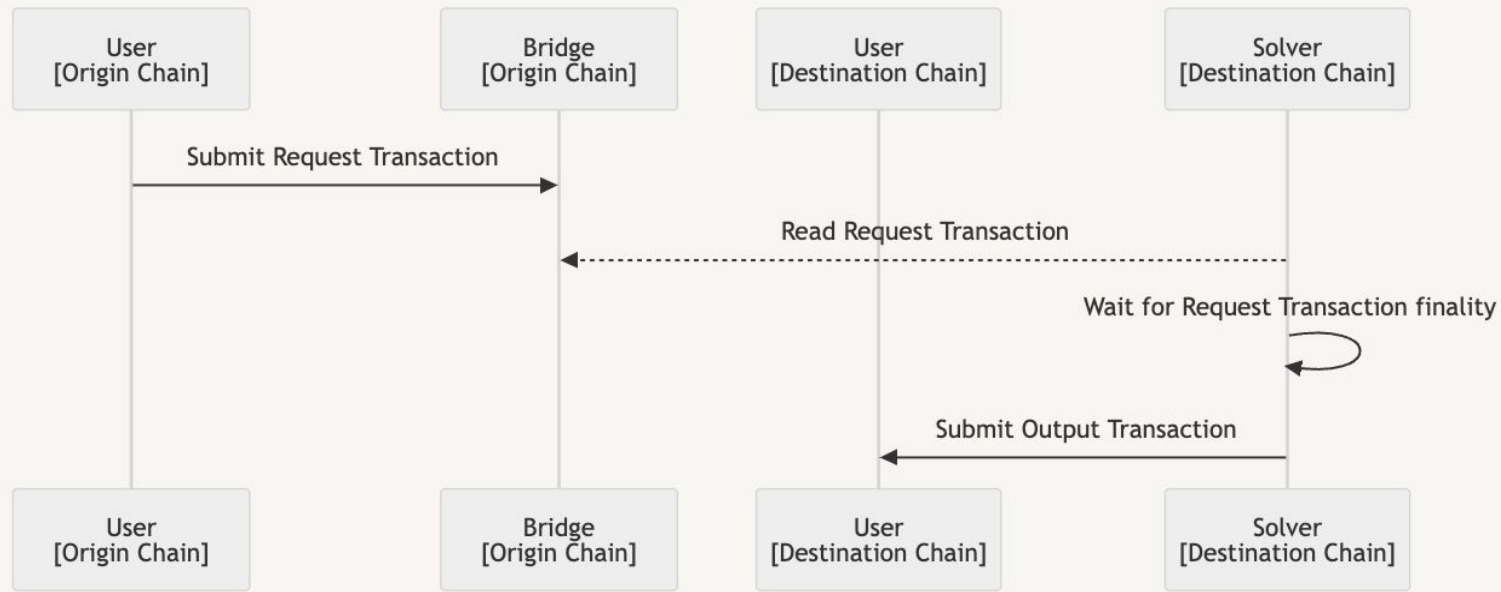 User
[Origin Chain]
Bridge
[Origin Chain]
User
[Destination Chain]
Solver
[Destination Chain]
Submit Request Transaction
Read Request Transaction
Wait for Request Transaction finality
Submit Output Transaction
User
[Origin Chain]
Bridge
[Origin Chain]
User
[Destination Chain]
Solver
[Destination Chain]